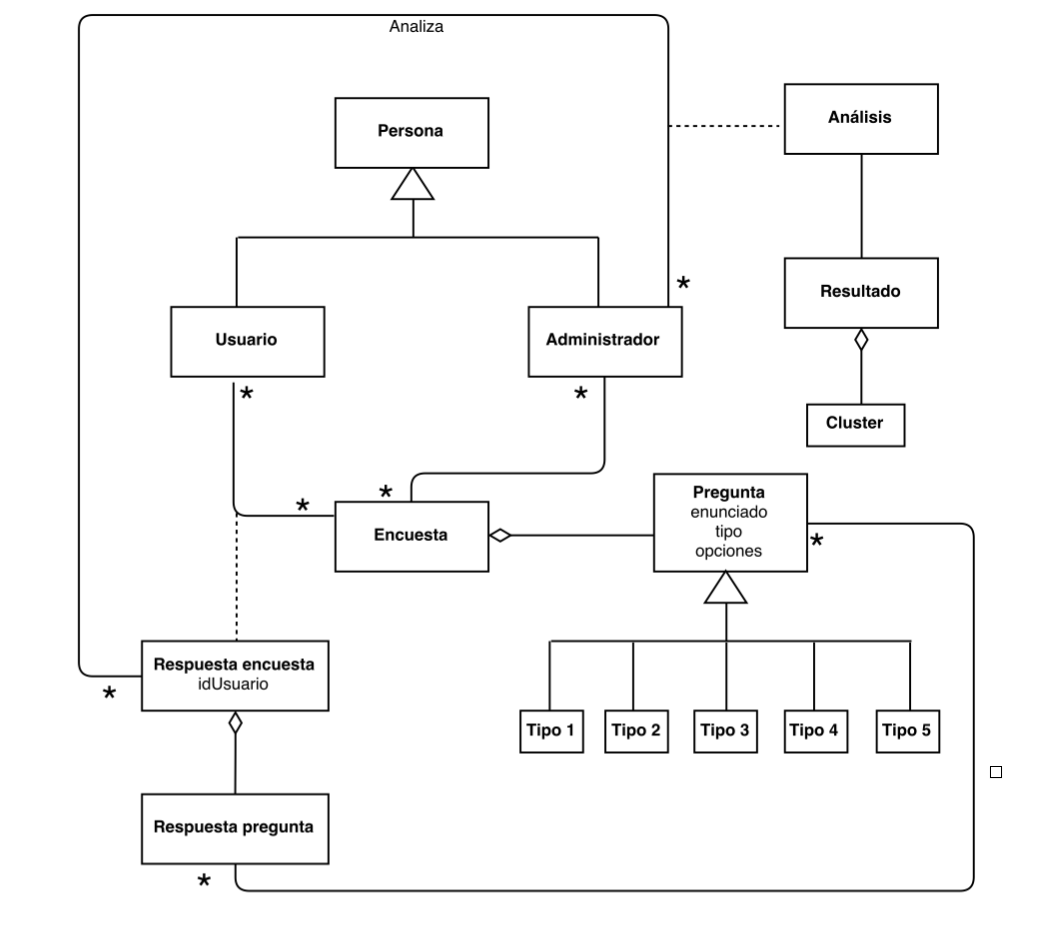 Analiza
Persona
Análisis
*
Resultado
Usuario
Administrador
*
*
Cluster
*
*
Pregunta
enunciado
tipo
opciones
Encuesta
*
Respuesta encuesta
idUsuario
*
Tipo 1
Tipo 2
Tipo 3
Tipo 4
Tipo 5
Respuesta pregunta
*